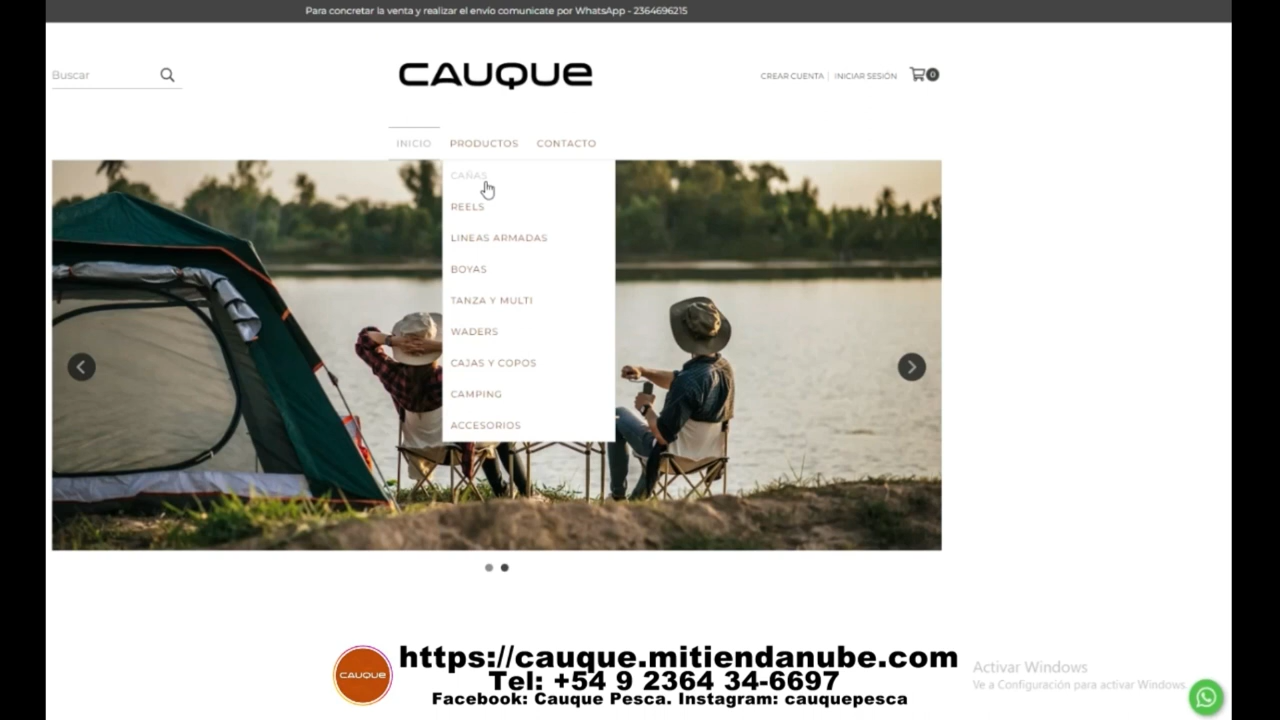 Para concretar la venta y realizar el envío comunicate por WhatsApp - 2364696215
Buscar
CAUQUE
CREAR CUENTA | INICIAR SESIÓN
0
INICIO PRODUCTOS CONTACTO
CAÑAS
REELS
LINEAS ARMADAS
BOYAS
TANZA Y MULTI
WADERS
CAJAS Y COPOS
CAMPING
ACCESORIOS
CAUQUE
https://cauque.mitiendanube.com
Tel: +54 9 2364 34-6697
Facebook: Cauque Pesca. Instagram: cauquepesca
Activar Windows
Ve a Configuración para activar Windows.